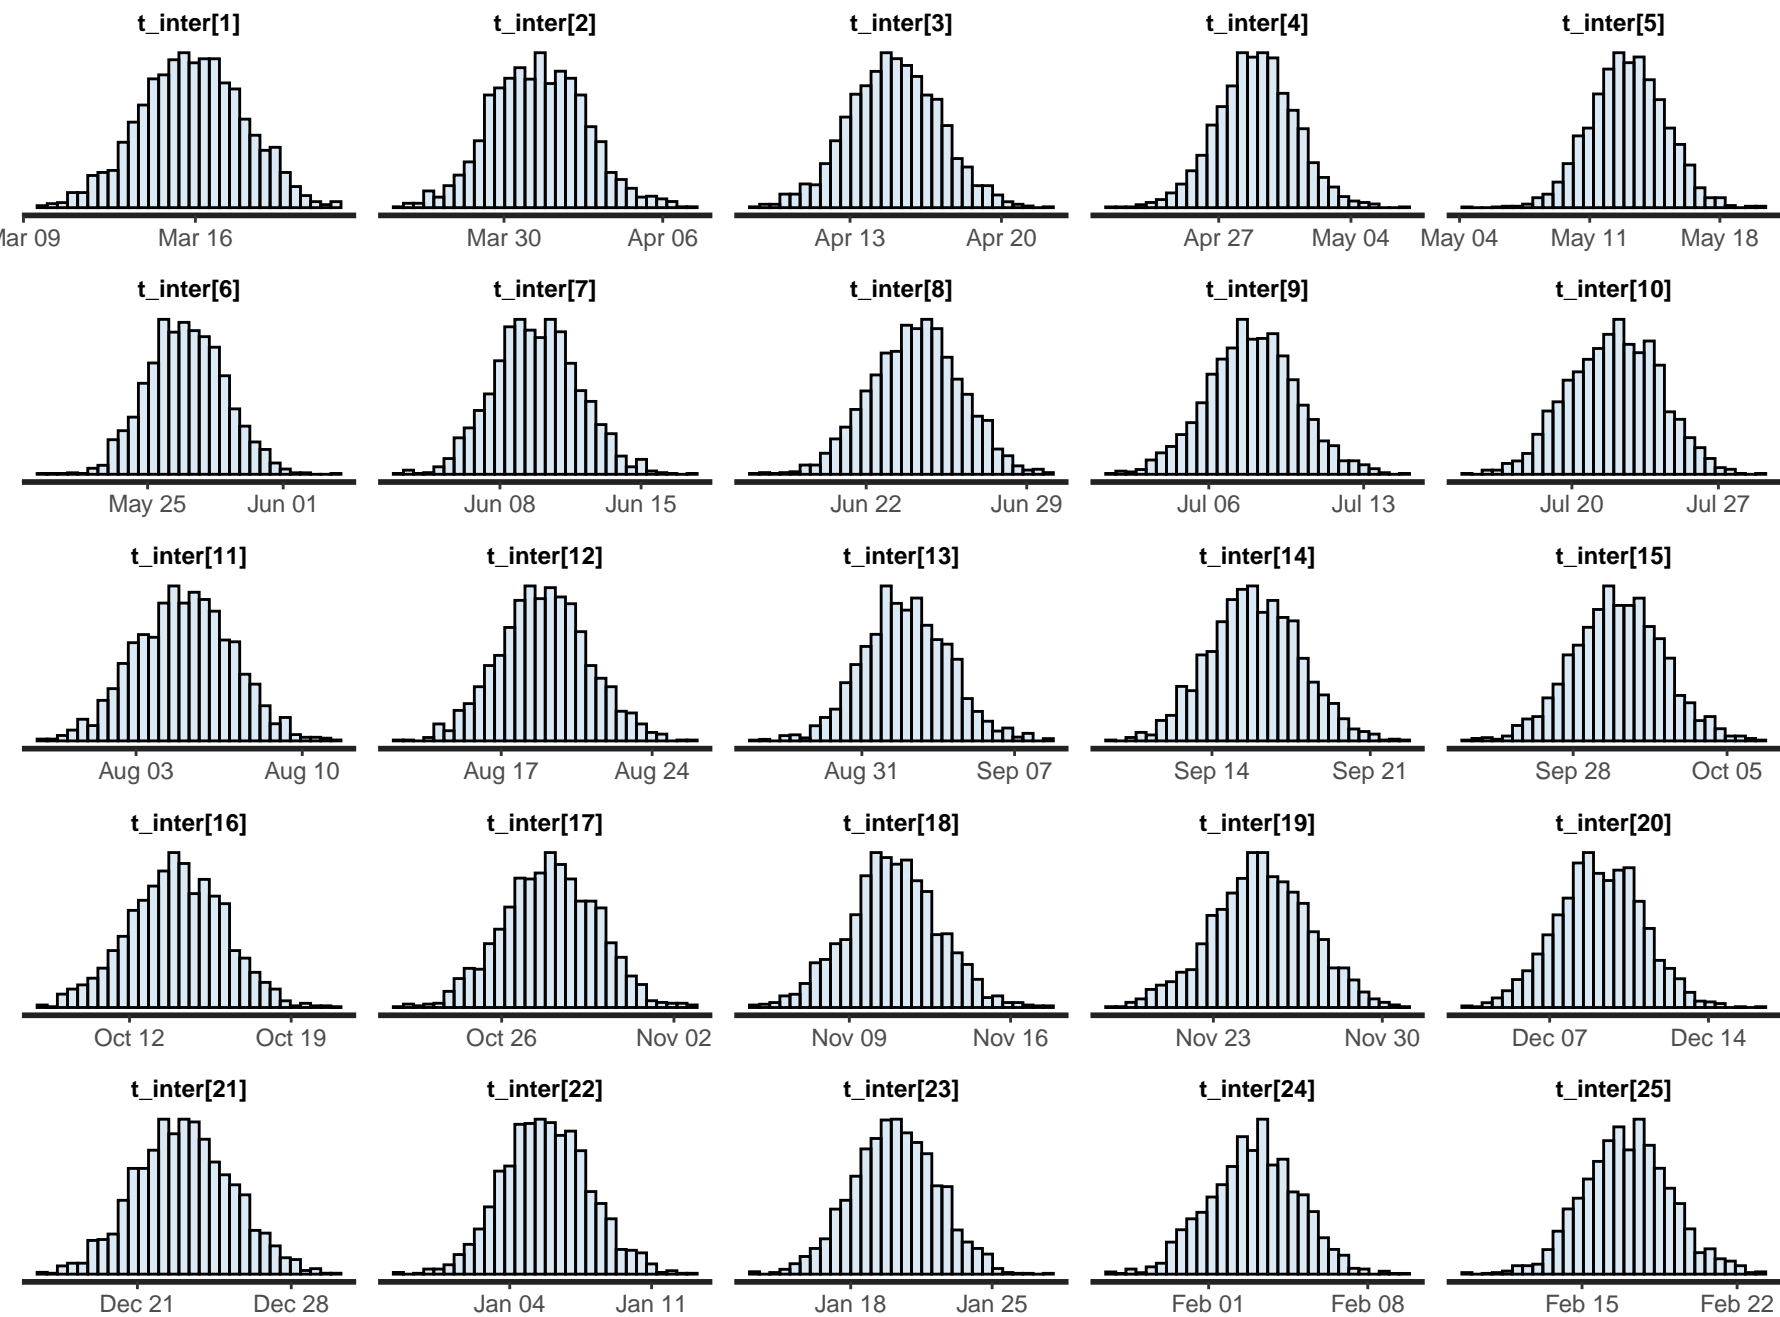 t_inter[1] t_inter[2] t_inter[3] t_inter[4] t_inter[5]
Mar 09 Mar 16 Mar 30 Apr 06 Apr 13 Apr 20 Apr 27 May 04 May 04 May 11 May 18
t_inter[6] t_inter[7] t_inter[8] t_inter[9] t_inter[10]
May 25 Jun 01 Jun 08 Jun 15 Jun 22 Jun 29 Jul 06 Jul 13 Jul 20 Jul 27
t_inter[11] t_inter[12] t_inter[13] t_inter[14] t_inter[15]
Aug 03 Aug 10 Aug 17 Aug 24 Aug 31 Sep 07 Sep 14 Sep 21 Sep 28 Oct 05
t_inter[16] t_inter[17] t_inter[18] t_inter[19] t_inter[20]
Oct 12 Oct 19 Oct 26 Nov 02 Nov 09 Nov 16 Nov 23 Nov 30 Dec 07 Dec 14
t_inter[21] t_inter[22] t_inter[23] t_inter[24] t_inter[25]
Dec 21 Dec 28 Jan 04 Jan 11 Jan 18 Jan 25 Feb 01 Feb 08 Feb 15 Feb 22